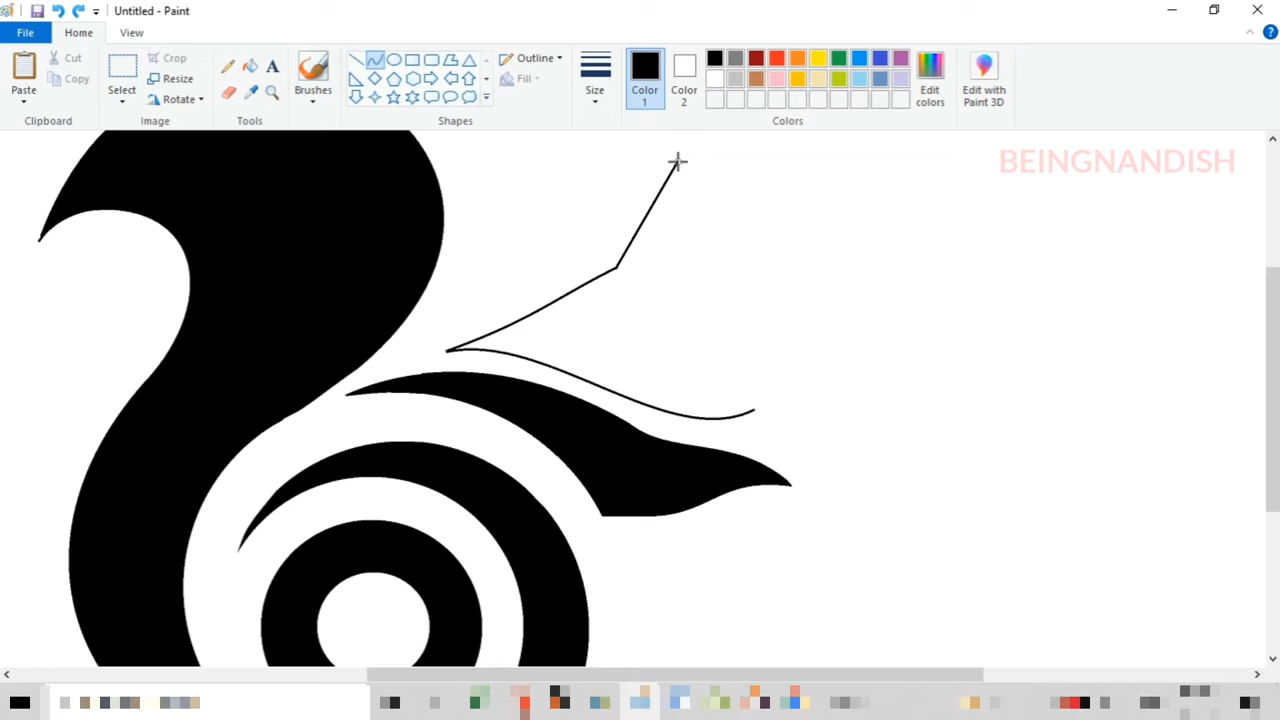 Untitled - Paint
File
Home
View
Paste
Cut
Copy
Clipboard
Select
Crop
Resize
Rotate
Image
A
Tools
Brushes
Outline
Fill
Shapes
Size
Color 1
Color 2
Edit colors
Colors
Edit with Paint 3D
BEINGNANDISH